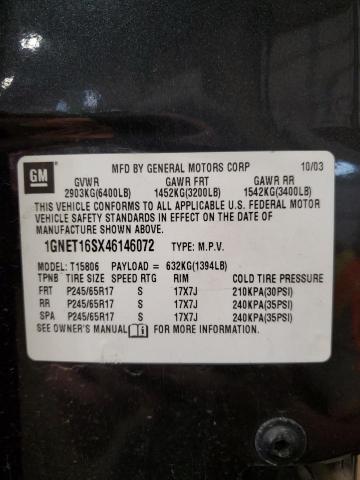 MFD BY GENERAL MOTORS CORP 10/03
GM
GVWR GAWR FRT GAWR RR
2903KG(6400LB) 1452KG(3200LB) 1542KG(3400LB)
THIS VEHICLE CONFORMS TO ALL APPLICABLE U.S. FEDERAL MOTOR
VEHICLE SAFETY STANDARDS IN EFFECT ON THE DATE OF
MANUFACTURE SHOWN ABOVE.
1GNET16SX46146072 TYPE: M.P.V.
MODEL: T15806 PAYLOAD = 632KG(1394LB)
TPNB TIRE SIZE SPEED RTG RIM COLD TIRE PRESSURE
FRT P245/65R17 S 17X7J 210KPA(30PSI)
RR P245/65R17 S 17X7J 240KPA(35PSI)
SPA P245/65R17 S 17X7J 240KPA(35PSI)
SEE OWNER'S MANUAL FOR MORE INFORMATION.